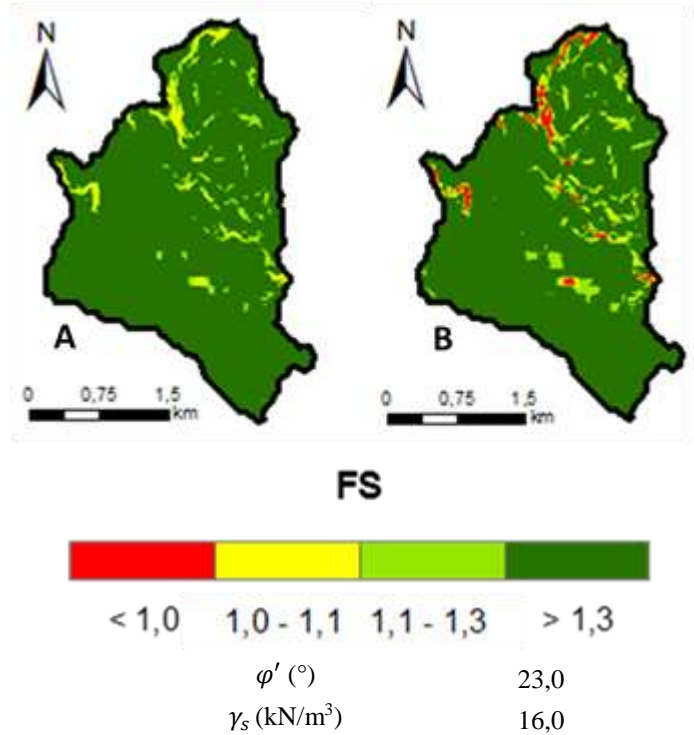 N N
A B
0 0,75 1,5 0 0,75 1,5
km km
FS
< 1,0 1,0 - 1,1 1,1 - 1,3 > 1,3
φ′ (°) 23,0
γₛ (kN/m³) 16,0